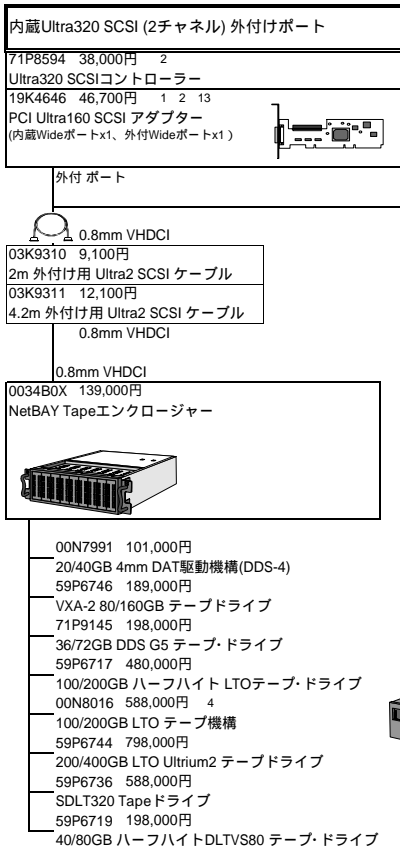 内蔵Ultra320 SCSI (2チャネル) 外付けポート
71P8594 38,000円 2
Ultra320 SCSIコントローラー
19K4646 46,700円 1 2 13
PCI Ultra160 SCSI アダプター
(内蔵Wideポートx1、外付Wideポートx1 )
外付 ポート
0.8mm VHDCI
03K9310 9,100円
2m 外付け用 Ultra2 SCSI ケーブル
03K9311 12,100円
4.2m 外付け用 Ultra2 SCSI ケーブル
0.8mm VHDCI
0.8mm VHDCI
0034B0X 139,000円
NetBAY Tapeエンクロージャー
00N7991 101,000円
20/40GB 4mm DAT駆動機構(DDS-4)
59P6746 189,000円
VXA-2 80/160GB テープドライブ
71P9145 198,000円
36/72GB DDS G5 テープ・ドライブ
59P6717 480,000円
100/200GB ハーフハイト LTOテープ・ドライブ
00N8016 588,000円 4
100/200GB LTO テープ機構
59P6744 798,000円
200/400GB LTO Ultrium2 テープドライブ
59P6736 588,000円
SDLT320 Tapeドライブ
59P6719 198,000円
40/80GB ハーフハイトDLTVS80 テープ・ドライブ